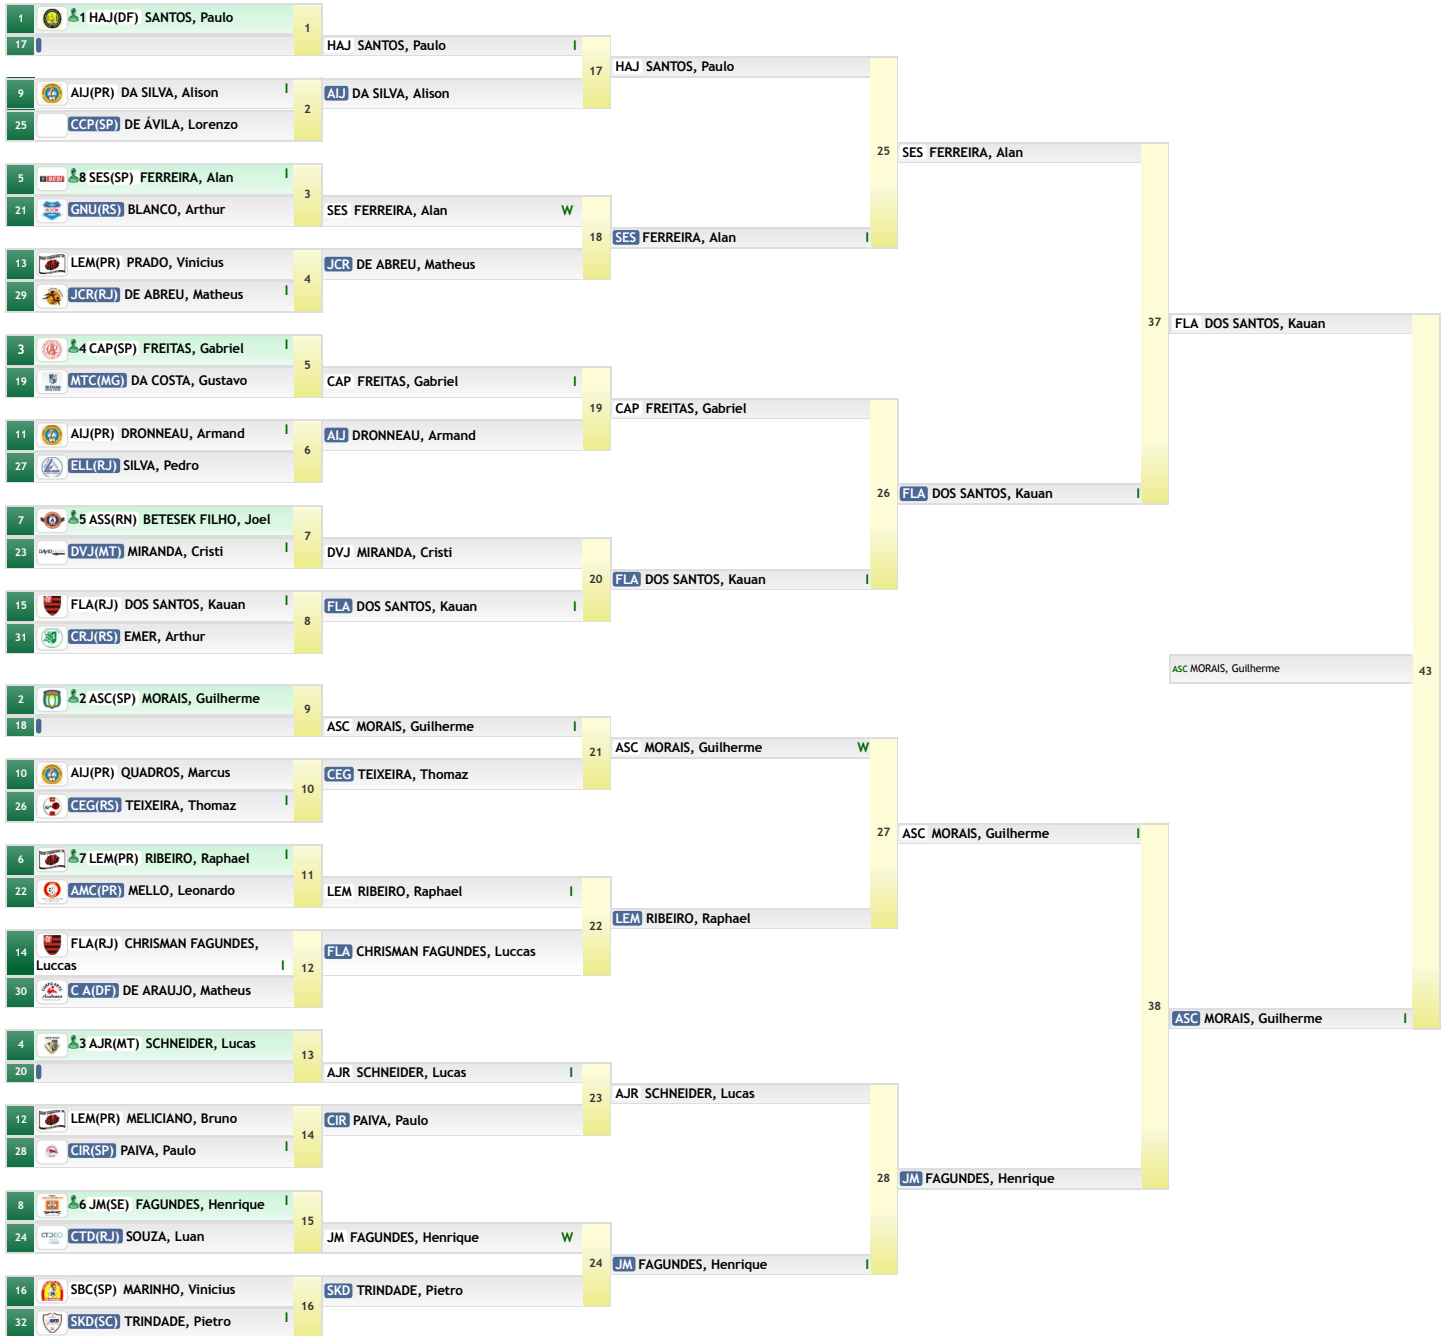 1 1 HAJ(DF) SANTOS, Paulo
17
1
9 AIJ(PR) DA SILVA, Alison I
25 CCP(SP) DE ÁVILA, Lorenzo
2
5 8 SES(SP) FERREIRA, Alan I
21 GNU(RS) BLANCO, Arthur
3
13 LEM(PR) PRADO, Vinicius
29 JCR(RJ) DE ABREU, Matheus I
4
3 4 CAP(SP) FREITAS, Gabriel I
19 MTC(MG) DA COSTA, Gustavo
5
11 AIJ(PR) DRONNEAU, Armand I
27 ELL(RJ) SILVA, Pedro
6
7 5 ASS(RN) BETESEK FILHO, Joel
23 DVJ(MT) MIRANDA, Cristi I
7
15 FLA(RJ) DOS SANTOS, Kauan I
31 CRJ(RS) EMER, Arthur
8
2 2 ASC(SP) MORAIS, Guilherme
18
9
10 AIJ(PR) QUADROS, Marcus
26 CEG(RS) TEIXEIRA, Thomaz I
10
6 7 LEM(PR) RIBEIRO, Raphael I
22 AMC(PR) MELLO, Leonardo
11
14 FLA(RJ) CHRISMAN FAGUNDES,
Luccas I
30 C A(DF) DE ARAUJO, Matheus
12
4 3 AJR(MT) SCHNEIDER, Lucas
20
13
12 LEM(PR) MELICIANO, Bruno
28 CIR(SP) PAIVA, Paulo I
14
8 6 JM(SE) FAGUNDES, Henrique I
24 CTD(RJ) SOUZA, Luan
15
16 SBC(SP) MARINHO, Vinicius
32 SKD(SC) TRINDADE, Pietro I
16
HAJ SANTOS, Paulo I
AIJ DA SILVA, Alison
17
SES FERREIRA, Alan W
JCR DE ABREU, Matheus
18
CAP FREITAS, Gabriel I
AIJ DRONNEAU, Armand
19
DVJ MIRANDA, Cristi
FLA DOS SANTOS, Kauan I
20
ASC MORAIS, Guilherme I
CEG TEIXEIRA, Thomaz
21
LEM RIBEIRO, Raphael I
FLA CHRISMAN FAGUNDES, Luccas
22
AJR SCHNEIDER, Lucas I
CIR PAIVA, Paulo
23
JM FAGUNDES, Henrique W
SKD TRINDADE, Pietro
24
HAJ SANTOS, Paulo
SES FERREIRA, Alan I
25
CAP FREITAS, Gabriel
FLA DOS SANTOS, Kauan I
26
ASC MORAIS, Guilherme W
LEM RIBEIRO, Raphael
27
AJR SCHNEIDER, Lucas
JM FAGUNDES, Henrique I
28
SES FERREIRA, Alan
FLA DOS SANTOS, Kauan I
37
ASC MORAIS, Guilherme I
JM FAGUNDES, Henrique
38
FLA DOS SANTOS, Kauan
ASC MORAIS, Guilherme
43
ASC MORAIS, Guilherme I